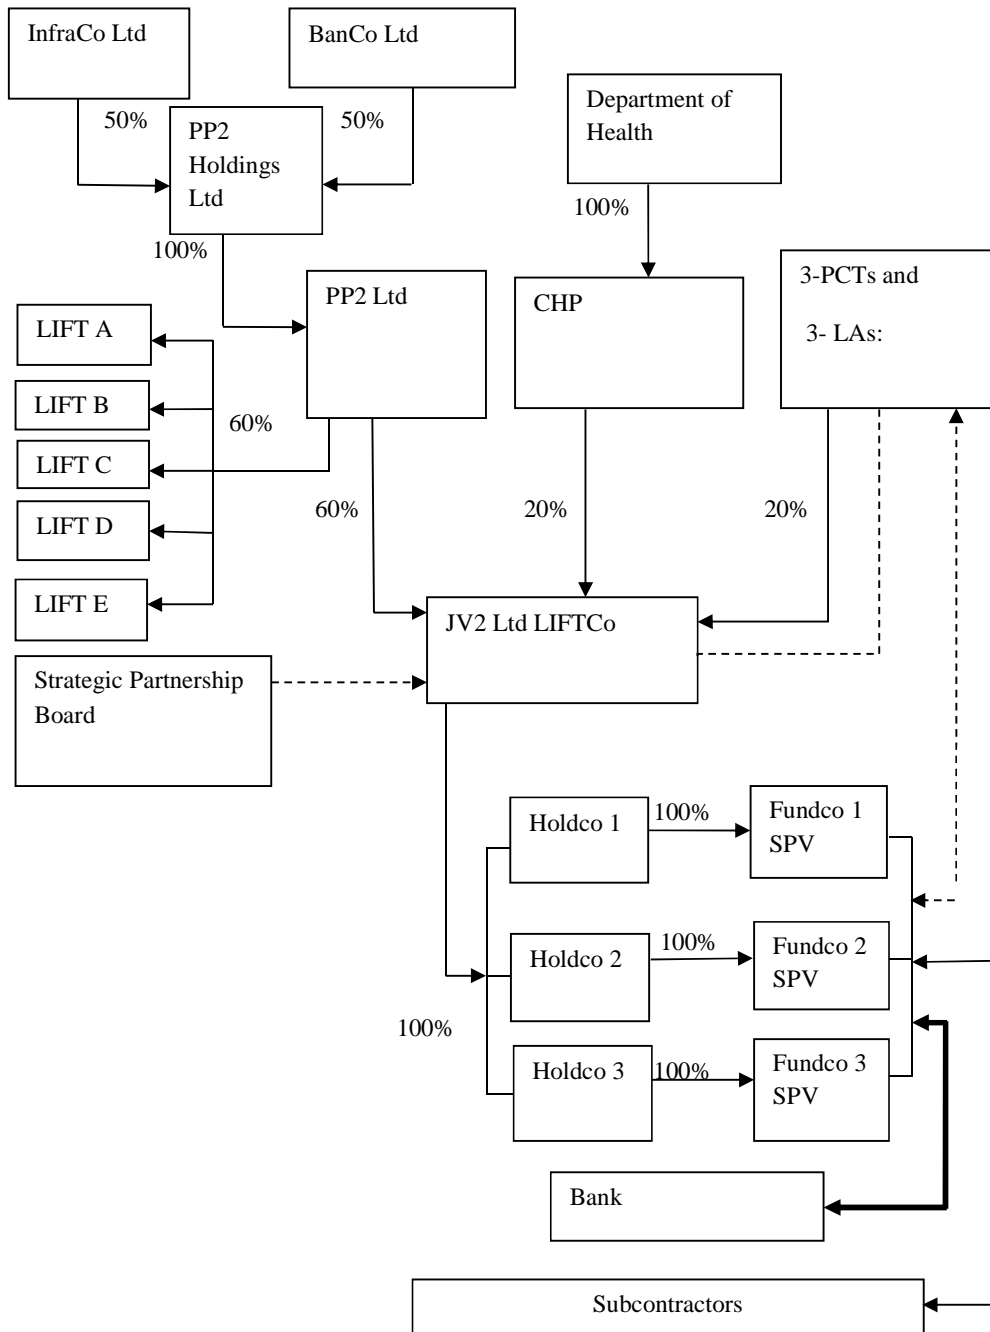 InfraCo Ltd
BanCo Ltd
Department of
Health
50%
50%
PP2
Holdings
Ltd
100%
100%
PP2 Ltd
CHP
3-PCTs and
3- LAs:
LIFT A
LIFT B
LIFT C
LIFT D
LIFT E
60%
60%
20%
20%
JV2 Ltd LIFTCo
Strategic Partnership
Board
Holdco 1
100%
Fundco 1
SPV
Holdco 2
100%
Fundco 2
SPV
100%
Holdco 3
100%
Fundco 3
SPV
Bank
Subcontractors